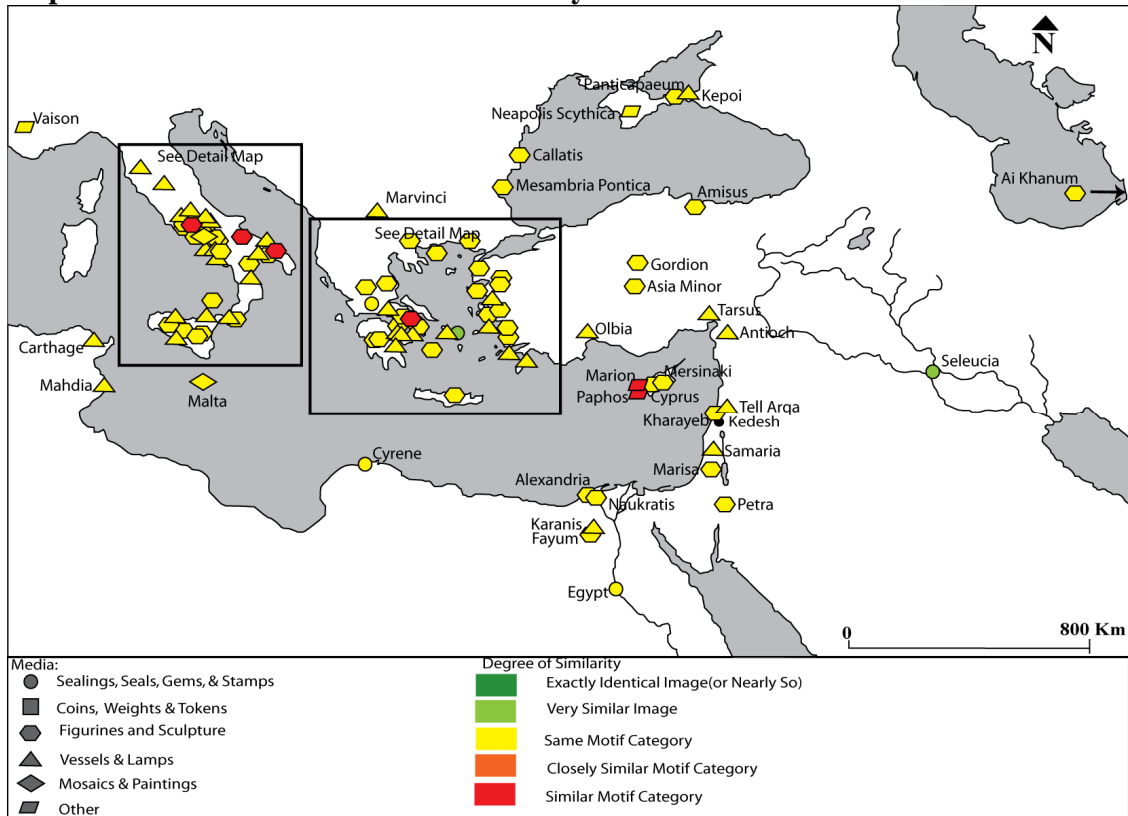 Vaison
See Detail Map
Marvinci
See Detail Map
Panticapaeum
Kepoi
Neapolis Scythica
Callatis
Mesambria Pontica
Amisus
N
Ai Khanum
Gordion
Asia Minor
Tarsus
Olbia
Antioch
Seleucia
Carthage
Mahdia
Malta
Marion
Mersinaki
Paphos
Cyprus
Tell Arqa
Kharayeb
Kedesh
Samaria
Marisa
Cyrene
Alexandria
Naukratis
Petra
Karanis
Fayum
Egypt
0
800 Km
Media:
Sealings, Seals, Gems, & Stamps
Coins, Weights & Tokens
Figurines and Sculpture
Vessels & Lamps
Mosaics & Paintings
Other
Degree of Similarity
Exactly Identical Image(or Nearly So)
Very Similar Image
Same Motif Category
Closely Similar Motif Category
Similar Motif Category